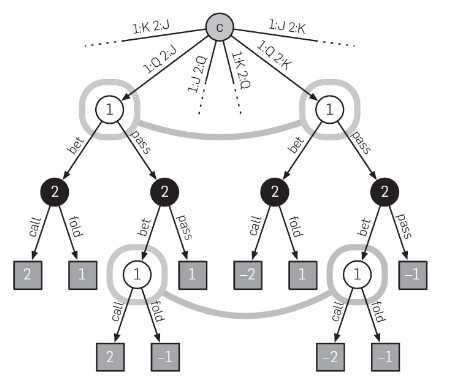 c
1:K 2:J
1:J 2:K
1:Q 2:J
1:J 2:Q
1:K 2:Q
1:Q 2:K
1
1
bet
pass
bet
pass
2
2
2
2
call
fold
bet
pass
call
fold
bet
pass
2
1
1
1
−2
1
1
−1
call
fold
call
fold
2
−1
−2
−1